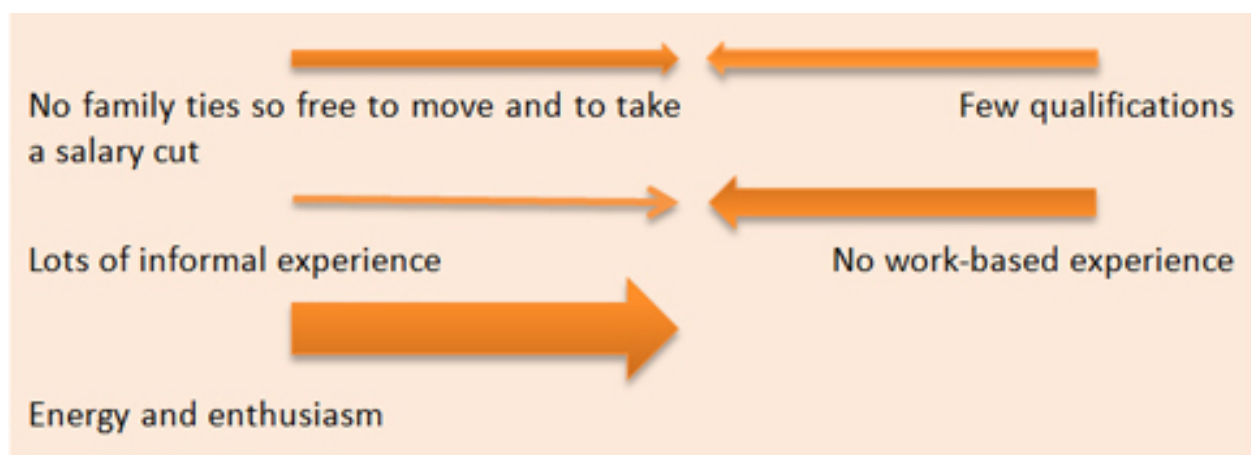 No family ties so free to move and to take
a salary cut
Few qualifications
Lots of informal experience
No work-based experience
Energy and enthusiasm